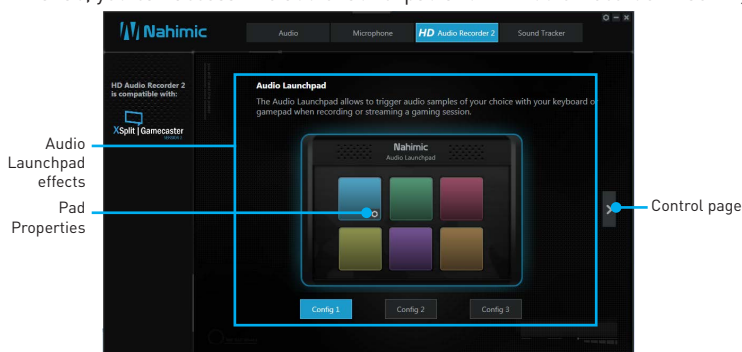 Nahimic
Audio
Microphone
HD Audio Recorder 2
Sound Tracker
HD Audio Recorder 2
is compatible with:
XSplit | Gamecaster
Audio Launchpad
The Audio Launchpad allows to trigger audio samples of your choice with your keyboard o
gamepad when recording or streaming a gaming session.
Nahimic
Audio Launchpad
Audio
Launchpad
effects
Pad
Properties
Control page
Config 1
Config 2
Config 3